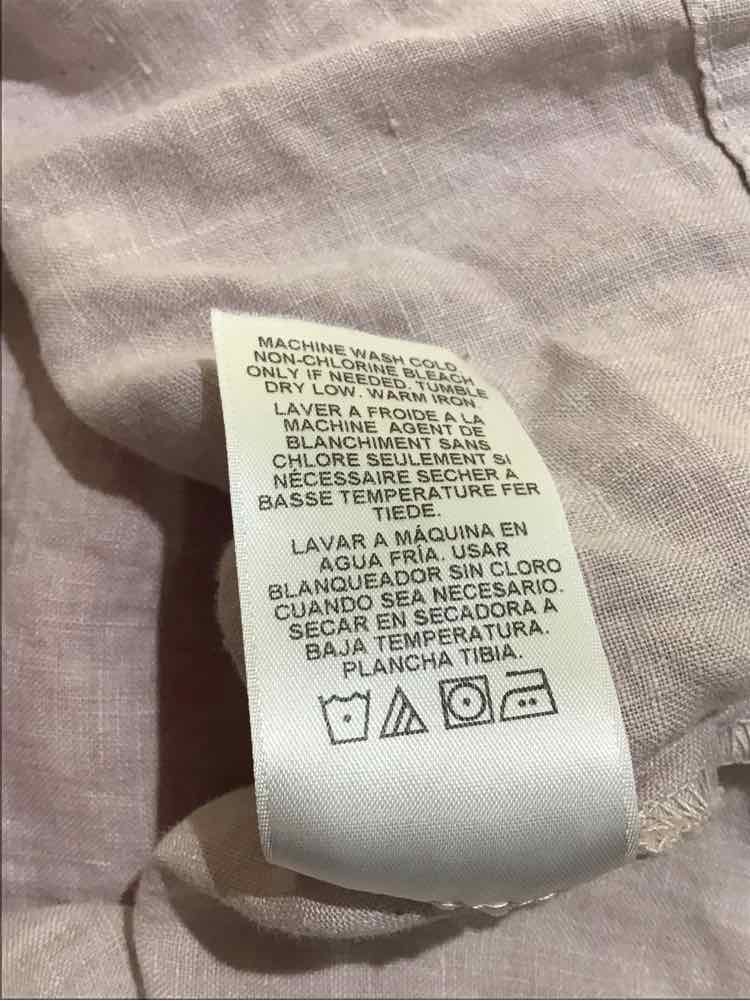 MACHINE WASH COLD.
NON-CHLORINE BLEACH
ONLY IF NEEDED. TUMBLE
DRY LOW. WARM IRON
LAVER A FROIDE A LA
MACHINE AGENT DE
BLANCHIMENT SANS
CHLORE SEULEMENT SI
NÉCESSAIRE SECHER A
BASSE TEMPERATURE FER
TIEDE.
LAVAR A MÁQUINA EN
AGUA FRÍA. USAR
BLANQUEADOR SIN CLORO
CUANDO SEA NECESARIO.
SECAR EN SECADORA A
BAJA TEMPERATURA.
PLANCHA TIBIA.